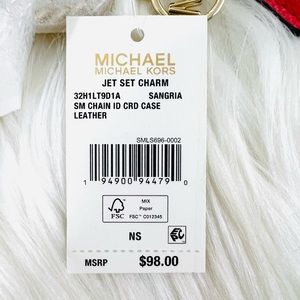 MICHAEL
MICHAEL KORS
JET SET CHARM
32H1LT9D1A SANGRIA
SM CHAIN ID CRD CASE
LEATHER
SMLS696-0002
1 94900 94479 0
FSC
MIX
Paper
FSC™ C012345
NS
MSRP $98.00